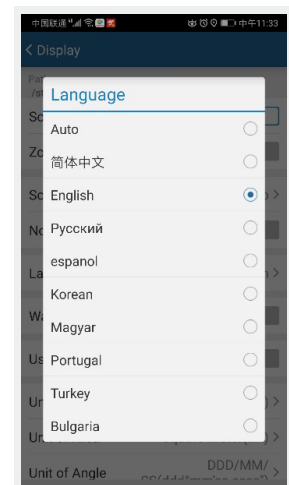 中国联通 中午11:33
< Display
Language
Auto
简体中文
English
Русский
espanol
Korean
Magyar
Portugal
Turkey
Bulgaria
Unit of Angle DDD/MM/